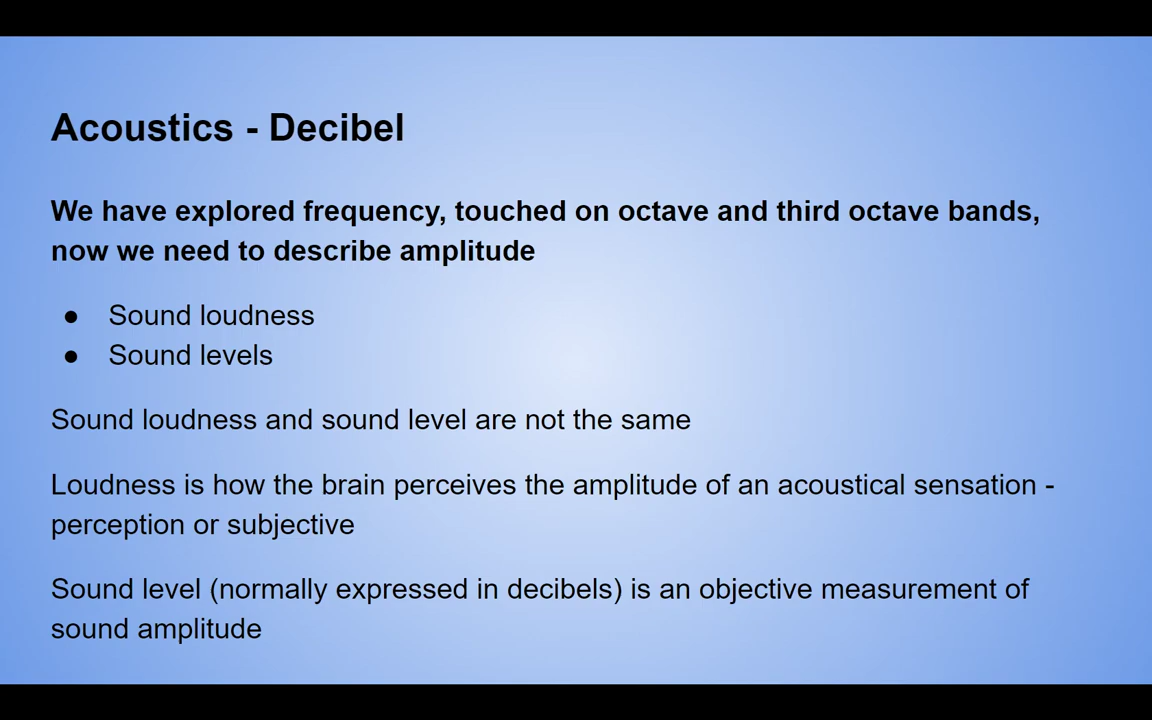 Acoustics - Decibel
We have explored frequency, touched on octave and third octave bands,
now we need to describe amplitude
● Sound loudness
● Sound levels
Sound loudness and sound level are not the same
Loudness is how the brain perceives the amplitude of an acoustical sensation -
perception or subjective
Sound level (normally expressed in decibels) is an objective measurement of
sound amplitude